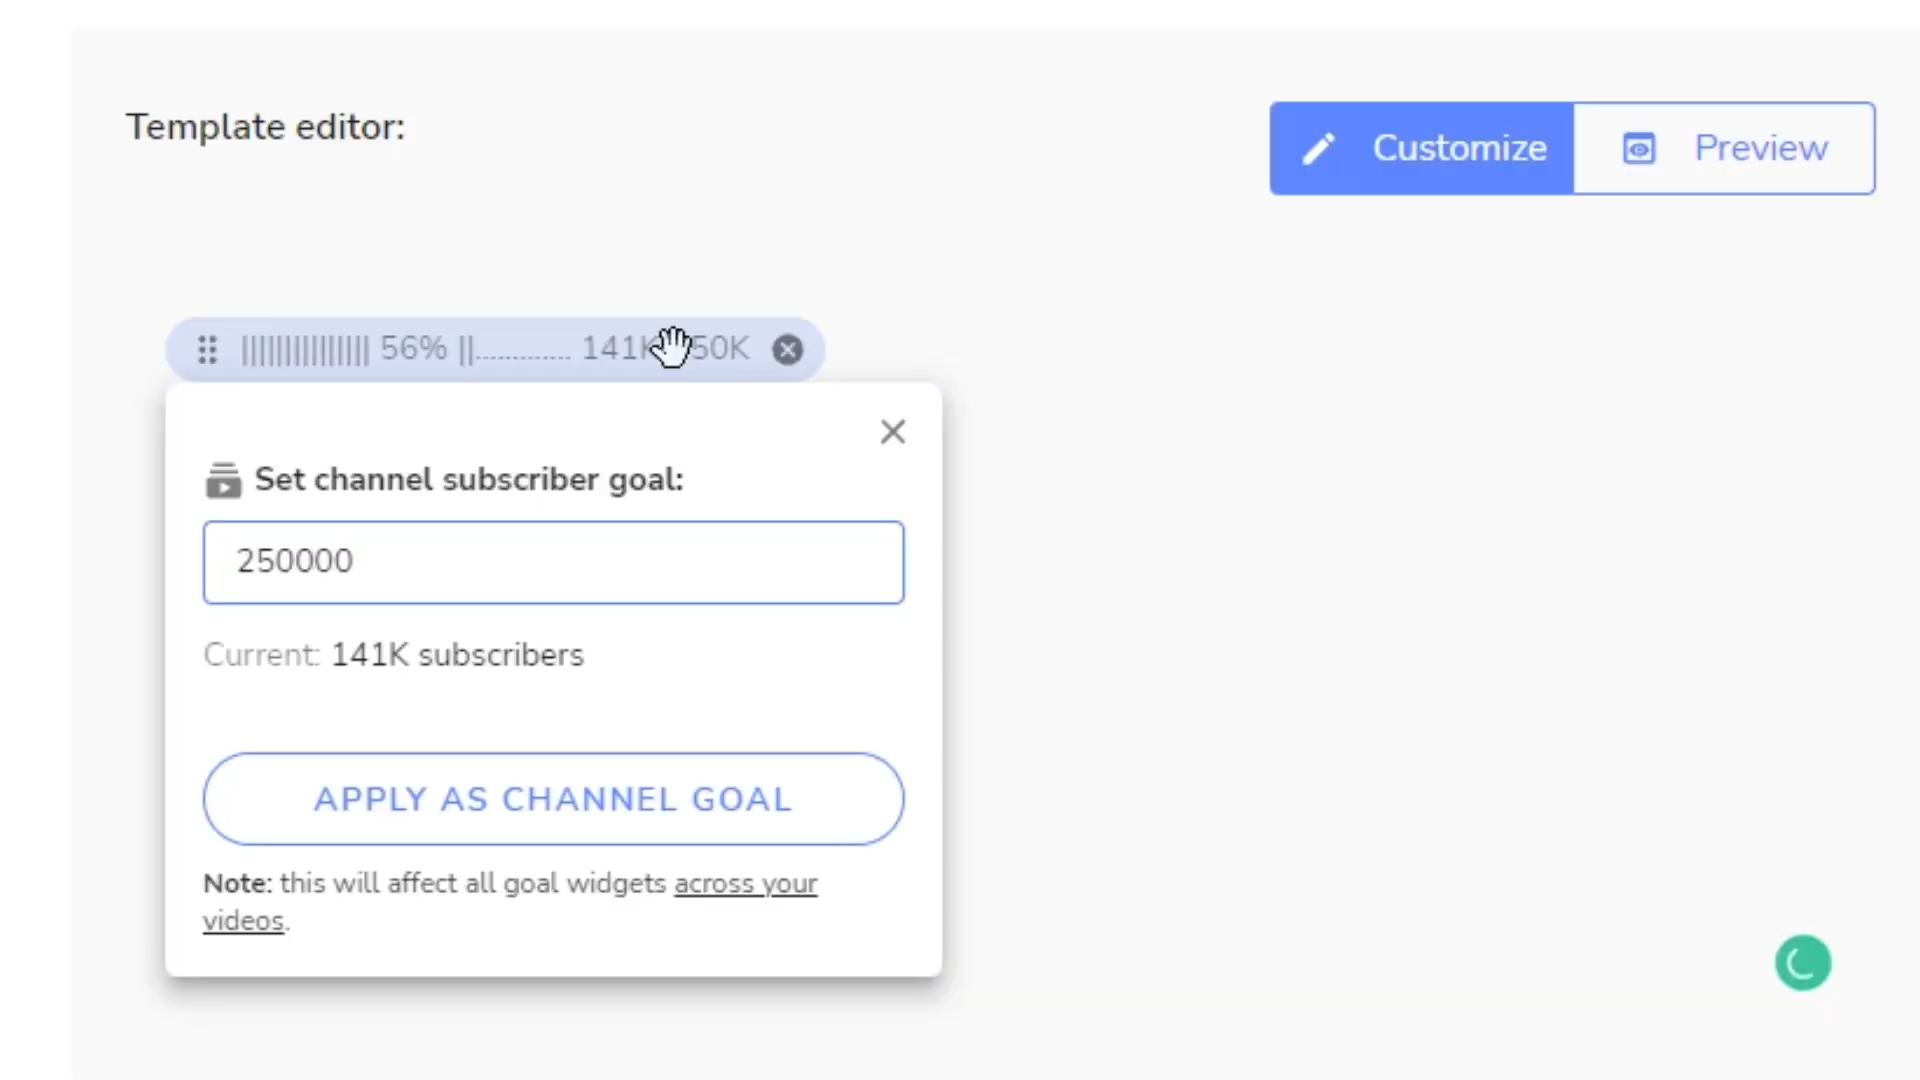 Template editor:
Customize
Preview
||||||||||||||| 56% ||............. 141K 50K
Set channel subscriber goal:
250000
Current: 141K subscribers
APPLY AS CHANNEL GOAL
Note: this will affect all goal widgets across your
videos.